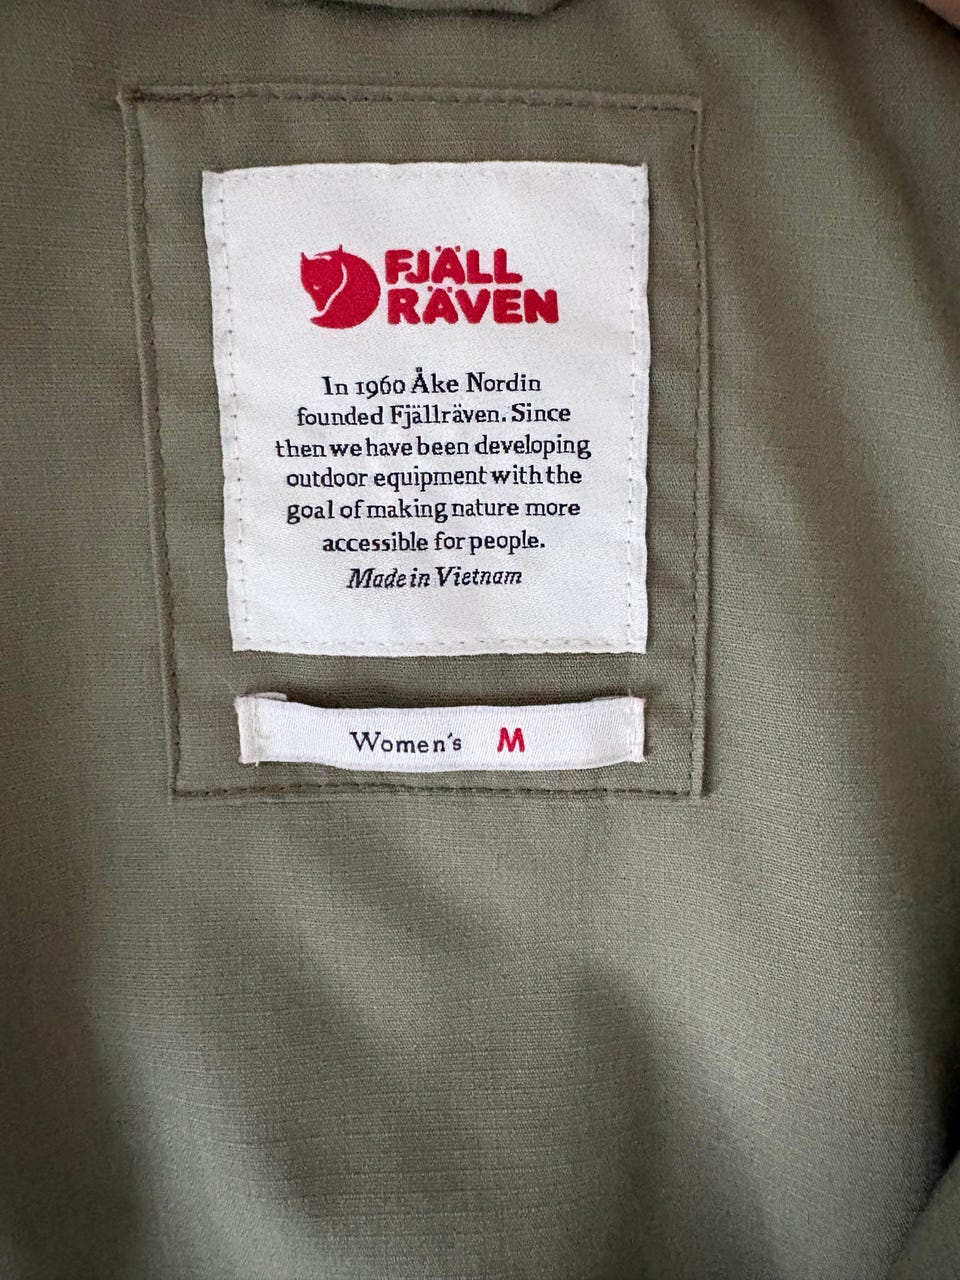 FJÄLL
RÄVEN
In 1960 Åke Nordin
founded Fjällräven. Since
then we have been developing
outdoor equipment with the
goal of making nature more
accessible for people.
Made in Vietnam
Women's M